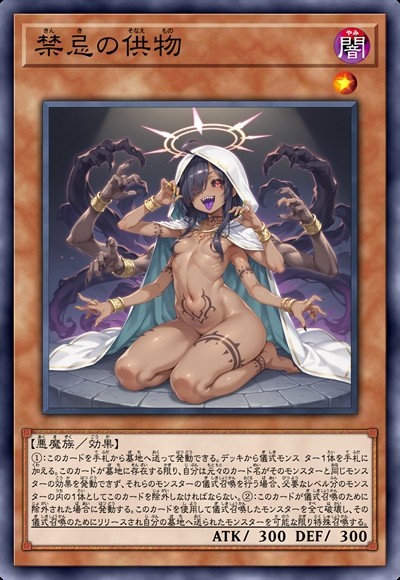 禁忌の供物
闇
[悪魔族/効果]
①:このカードを手札から墓地へ送って発動できる。デッキから儀式モンス ター1体を手札に
加える。このカードが墓地に存在する限り、自分は元々のカード名がそのモンスターと同じモンス
ターの効果を発動できず、それらのモンスターの儀式召喚を行う場合、必要なレベル分のモンス
ターの内の1体としてこのカードを除外しなければならない。②:このカードが儀式召喚のために
除外された場合に発動する。このカードを使用して儀式召喚したモンスターを全て破壊し、その
儀式召喚のためにリリースされ自分の墓地へ送られたモンスターを可能な限り特殊召喚する。
ATK/ 300 DEF/ 300